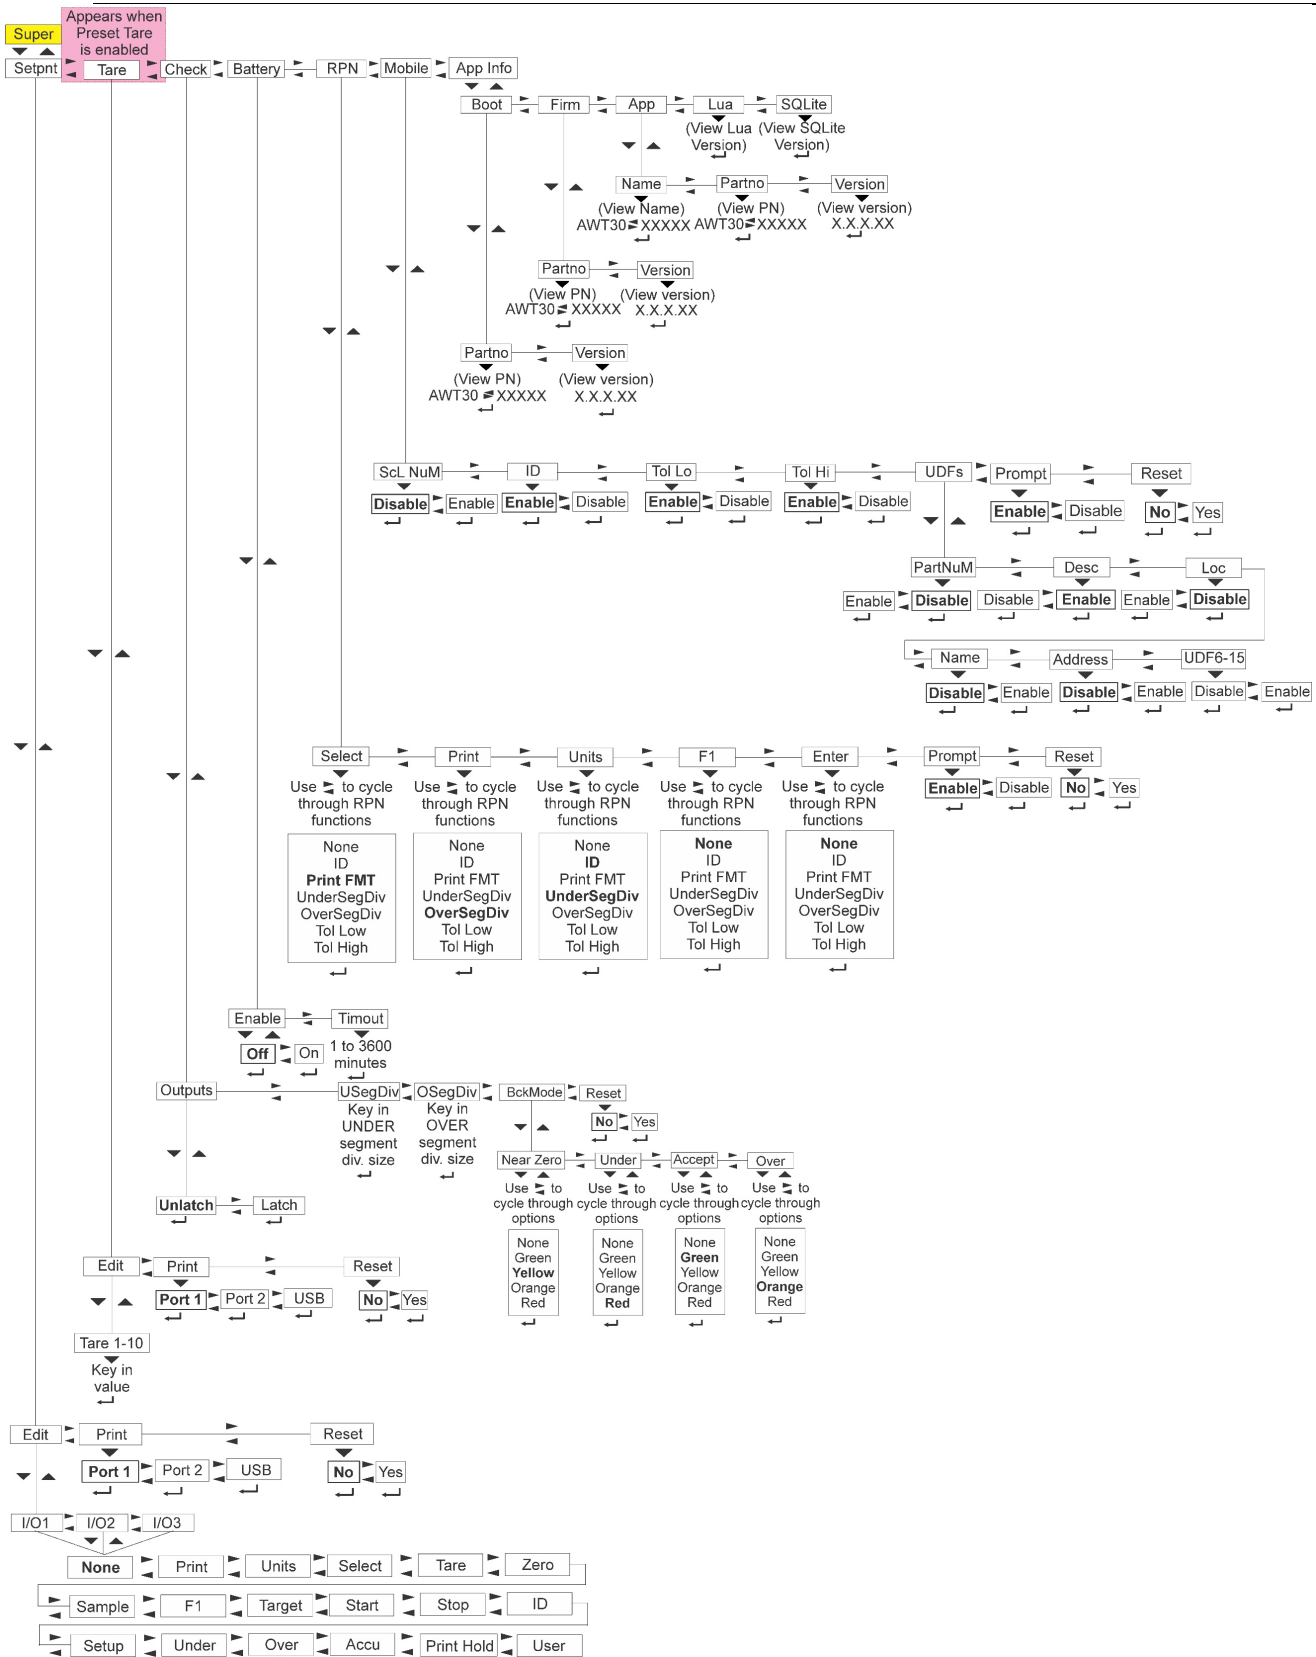 Appears when
Super Preset Tare
is enabled
Setpnt Tare Check Battery RPN Mobile App Info
Boot Firm App Lua SQLite
(View Lua (View SQLite
Version) Version)
Name Partno Version
(View Name) (View PN) (View version)
AWT30 XXXXX AWT30 XXXXX X.X.X.XX
Partno Version
(View PN) (View version)
AWT30 XXXXX X.X.X.XX
Partno Version
(View PN) (View version)
AWT30 XXXXX X.X.X.XX
ScL NuM ID Tol Lo Tol Hi UDFs Prompt Reset
Disable Enable Enable Disable Enable Disable Enable Disable Enable Disable No Yes
PartNuM Desc Loc
Enable Disable Disable Enable Enable Disable
Name Address UDF6-15
Disable Enable Disable Enable Disable Enable
Select Print Units F1 Enter Prompt Reset
Use to cycle Use to cycle Use to cycle Use to cycle Use to cycle Enable Disable No Yes
through RPN through RPN through RPN through RPN through RPN
functions functions functions functions functions
None None None None None
ID ID ID ID ID
Print FMT Print FMT Print FMT Print FMT Print FMT
UnderSegDiv UnderSegDiv UnderSegDiv UnderSegDiv UnderSegDiv
OverSegDiv OverSegDiv OverSegDiv OverSegDiv OverSegDiv
Tol Low Tol Low Tol Low Tol Low Tol Low
Tol High Tol High Tol High Tol High Tol High
Enable Timout
Off On 1 to 3600
minutes
Outputs USegDiv OSegDiv BckMode Reset
Key in Key in No Yes
UNDER OVER
segment segment
div. size div. size
Near Zero Under Accept Over
Use to Use to Use to Use to
cycle through cycle through cycle through cycle through
options options options options
Unlatch Latch
None None None None
Green Green Green Green
Yellow Yellow Yellow Yellow
Orange Orange Orange Orange
Red Red Red Red
Edit Print Reset
Port 1 Port 2 USB No Yes
Tare 1-10
Key in
value
Edit Print Reset
Port 1 Port 2 USB No Yes
I/O1 I/O2 I/O3
None Print Units Select Tare Zero
Sample F1 Target Start Stop ID
Setup Under Over Accu Print Hold User